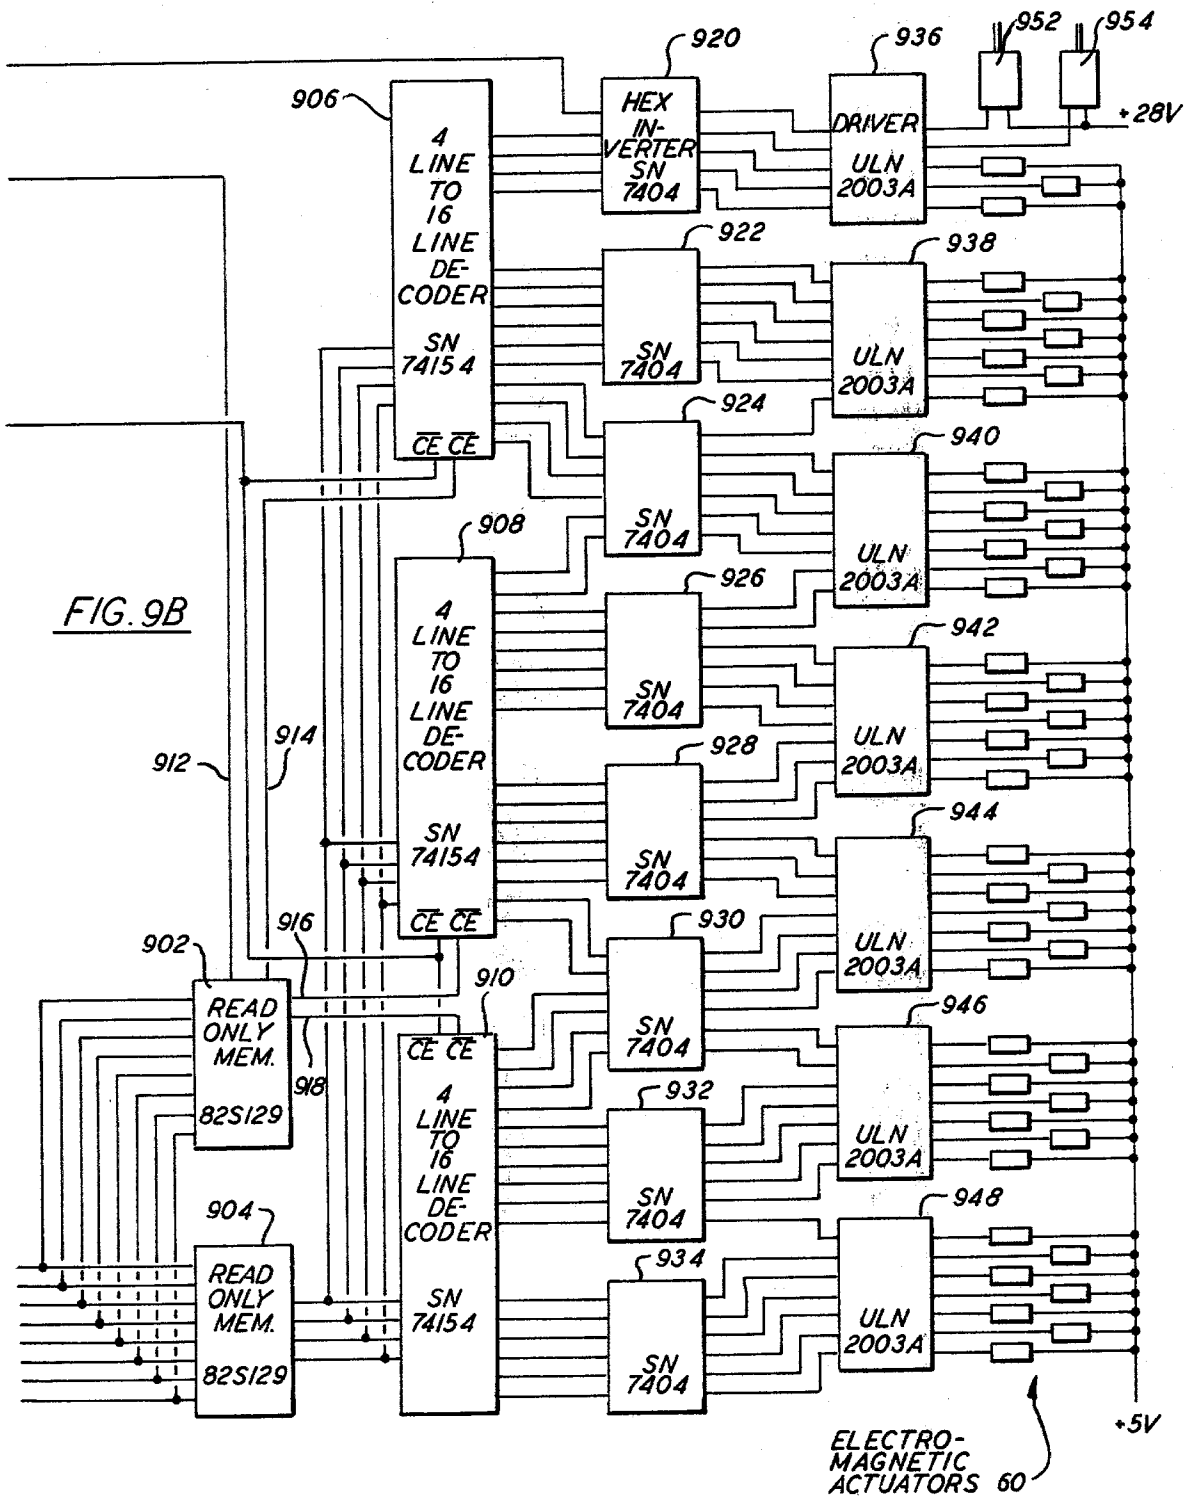 920
936
952
954
906
HEX
IN-
VERTER
SN
7404
DRIVER
ULN
2003A
+28V
4
LINE
TO
16
LINE
DE-
CODER
SN
74154
CE CE
922
SN
7404
938
ULN
2003A
924
SN
7404
940
ULN
2003A
908
4
LINE
TO
16
LINE
DE-
CODER
SN
74154
CE CE
926
SN
7404
942
ULN
2003A
FIG. 9B
912
914
928
SN
7404
944
ULN
2003A
902
READ
ONLY
MEM.
82S129
916
918
910
CE CE
4
LINE
TO
16
LINE
DE-
CODER
SN
74154
930
SN
7404
946
ULN
2003A
932
SN
7404
904
READ
ONLY
MEM.
82S129
934
SN
7404
948
ULN
2003A
+5V
ELECTRO-
MAGNETIC
ACTUATORS 60